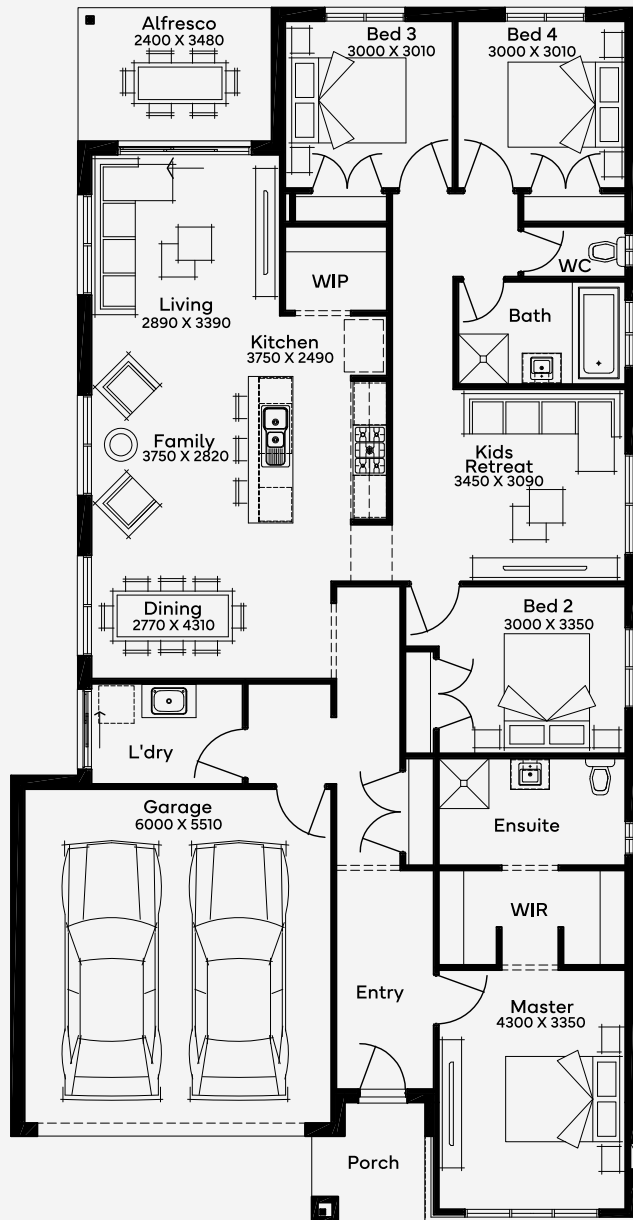 Alfresco
2400 X 3480
Bed 3
3000 X 3010
Bed 4
3000 X 3010
WC
WIP
Bath
Living
2890 X 3390
Kitchen
3750 X 2490
Family
3750 X 2820
Kids
Retreat
3450 X 3090
Dining
2770 X 4310
Bed 2
3000 X 3350
L'dry
Garage
6000 X 5510
Ensuite
WIR
Entry
Master
4300 X 3350
Porch